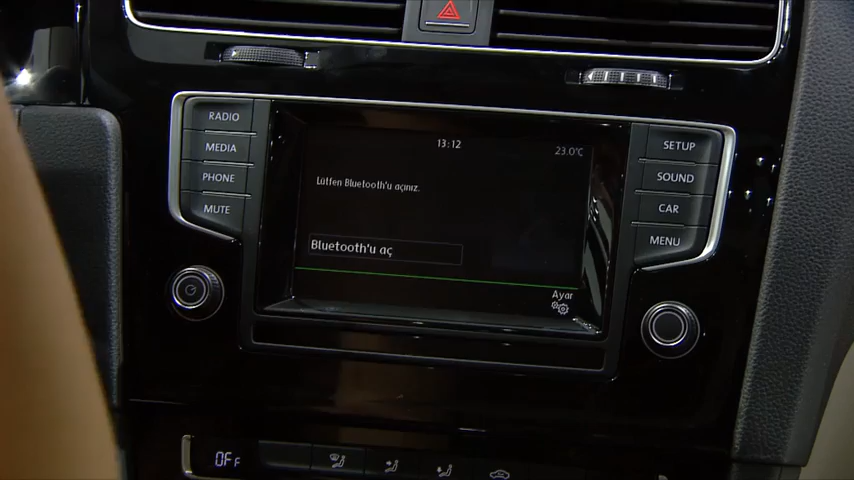 RADIO
MEDIA
PHONE
MUTE
13:12
23.0°C
Lütfen Bluetooth'u açınız.
Bluetooth'u aç
Ayar
SETUP
SOUND
CAR
MENU
OFF